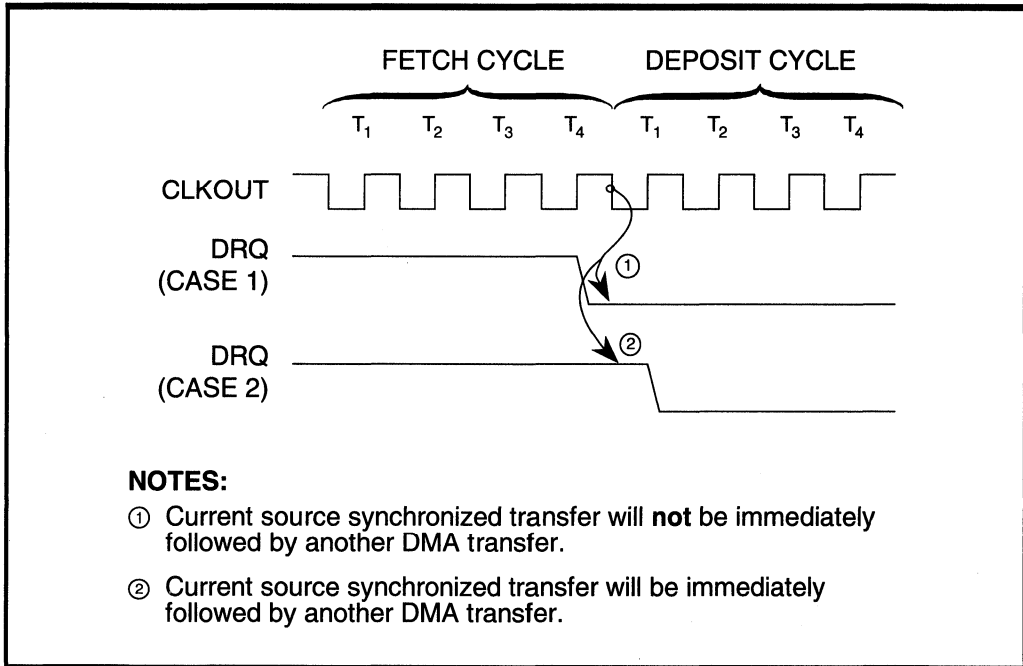 FETCH CYCLE DEPOSIT CYCLE
T1 T2 T3 T4 T1 T2 T3 T4
CLKOUT
DRQ
(CASE 1)
①
DRQ
(CASE 2)
②
NOTES:
① Current source synchronized transfer will not be immediately
followed by another DMA transfer.
② Current source synchronized transfer will be immediately
followed by another DMA transfer.